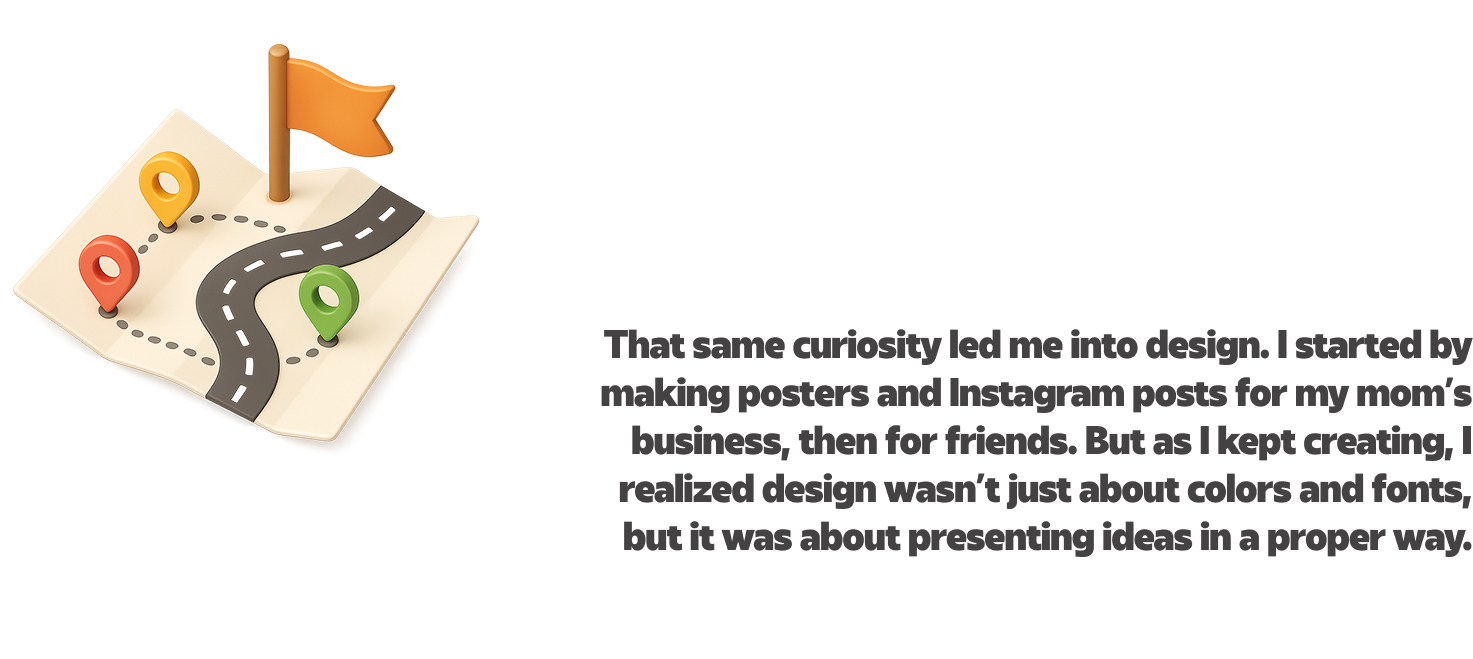 That same curiosity led me into design. I started by
making posters and Instagram posts for my mom’s
business, then for friends. But as I kept creating, I
realized design wasn’t just about colors and fonts,
but it was about presenting ideas in a proper way.